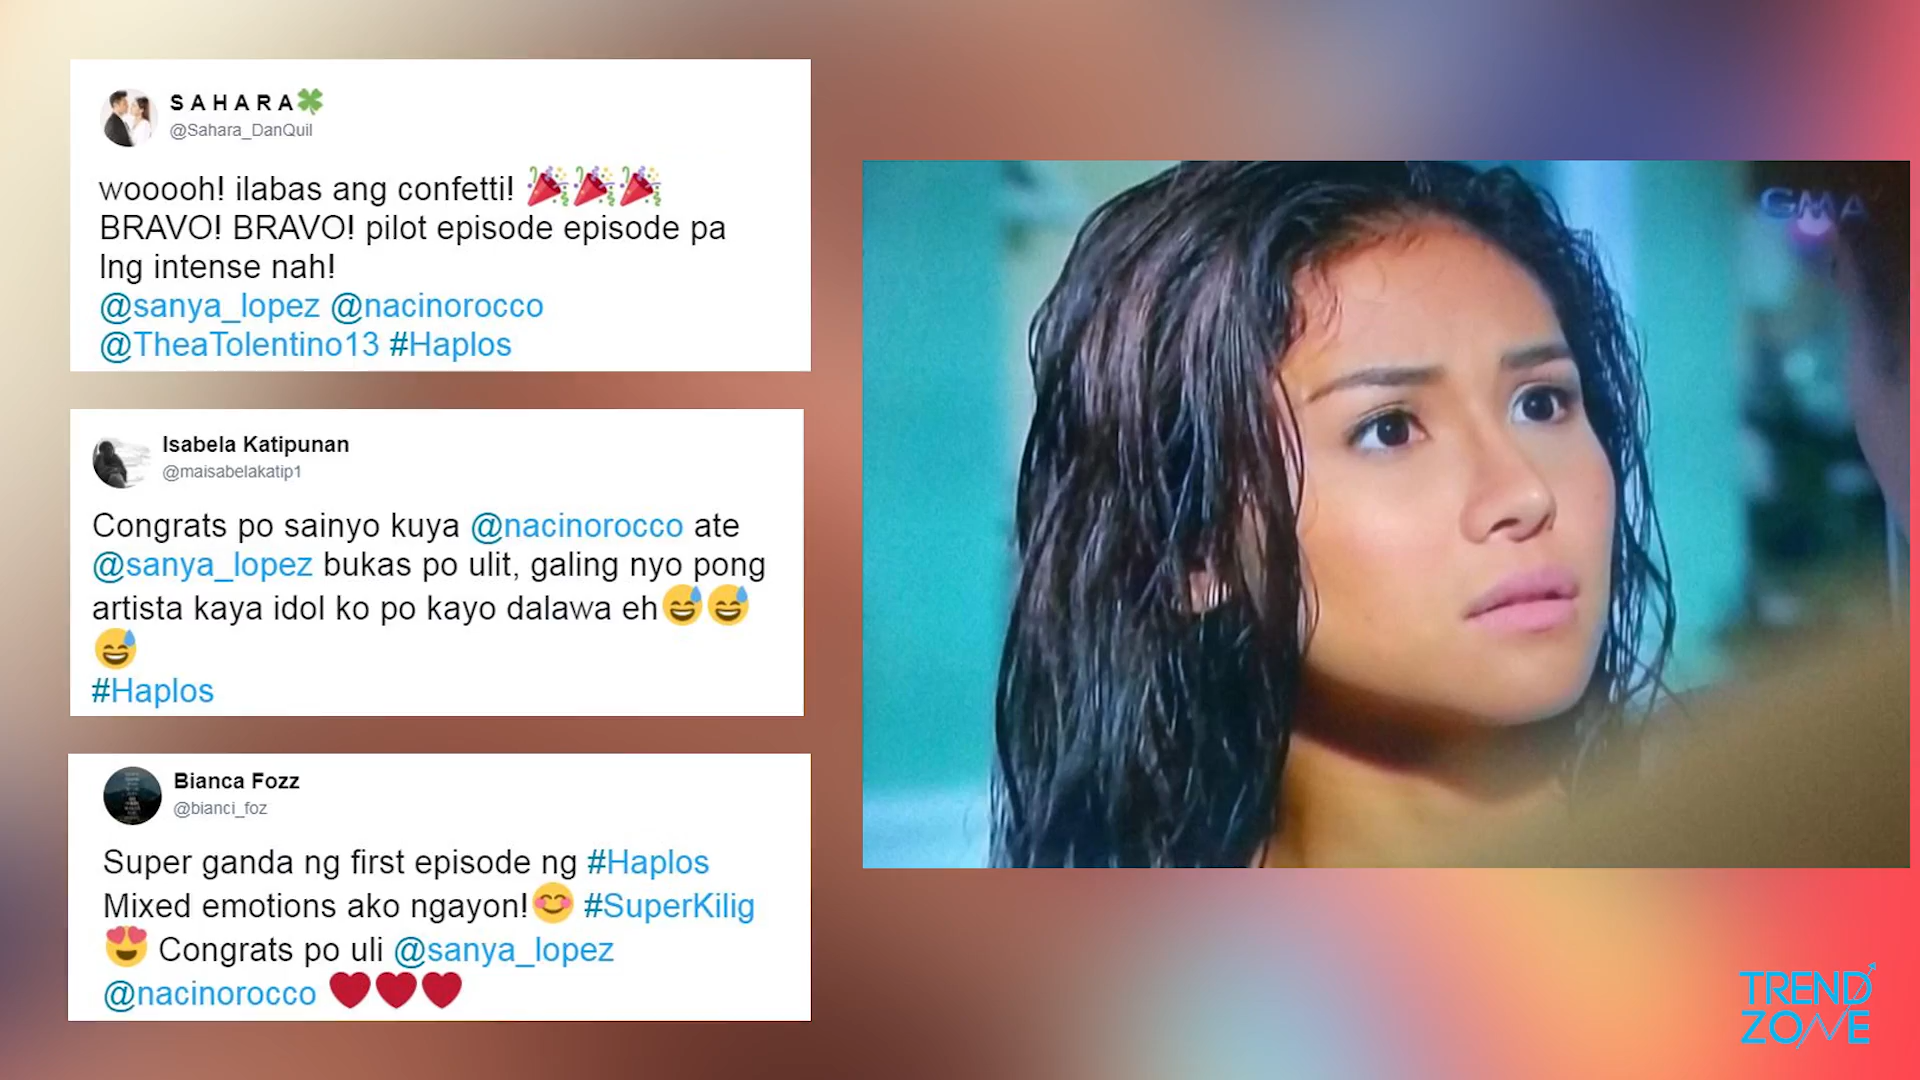 S A H A R A🍀
@Sahara_DanQuil
wooooh! ilabas ang confetti! 🎉🎉🎉
BRAVO! BRAVO! pilot episode episode pa
lng intense nah!
@sanya_lopez @nacinorocco
@TheaTolentino13 #Haplos
Isabela Katipunan
@maisabelakatip1
Congrats po sainyo kuya @nacinorocco ate
@sanya_lopez bukas po ulit, galing nyo pong
artista kaya idol ko po kayo dalawa eh😅😅
😅
#Haplos
Bianca Fozz
@bianci_foz
Super ganda ng first episode ng #Haplos
Mixed emotions ako ngayon!😊 #SuperKilig
😍 Congrats po uli @sanya_lopez
@nacinorocco ❤❤❤
GMA
TREND
ZONE